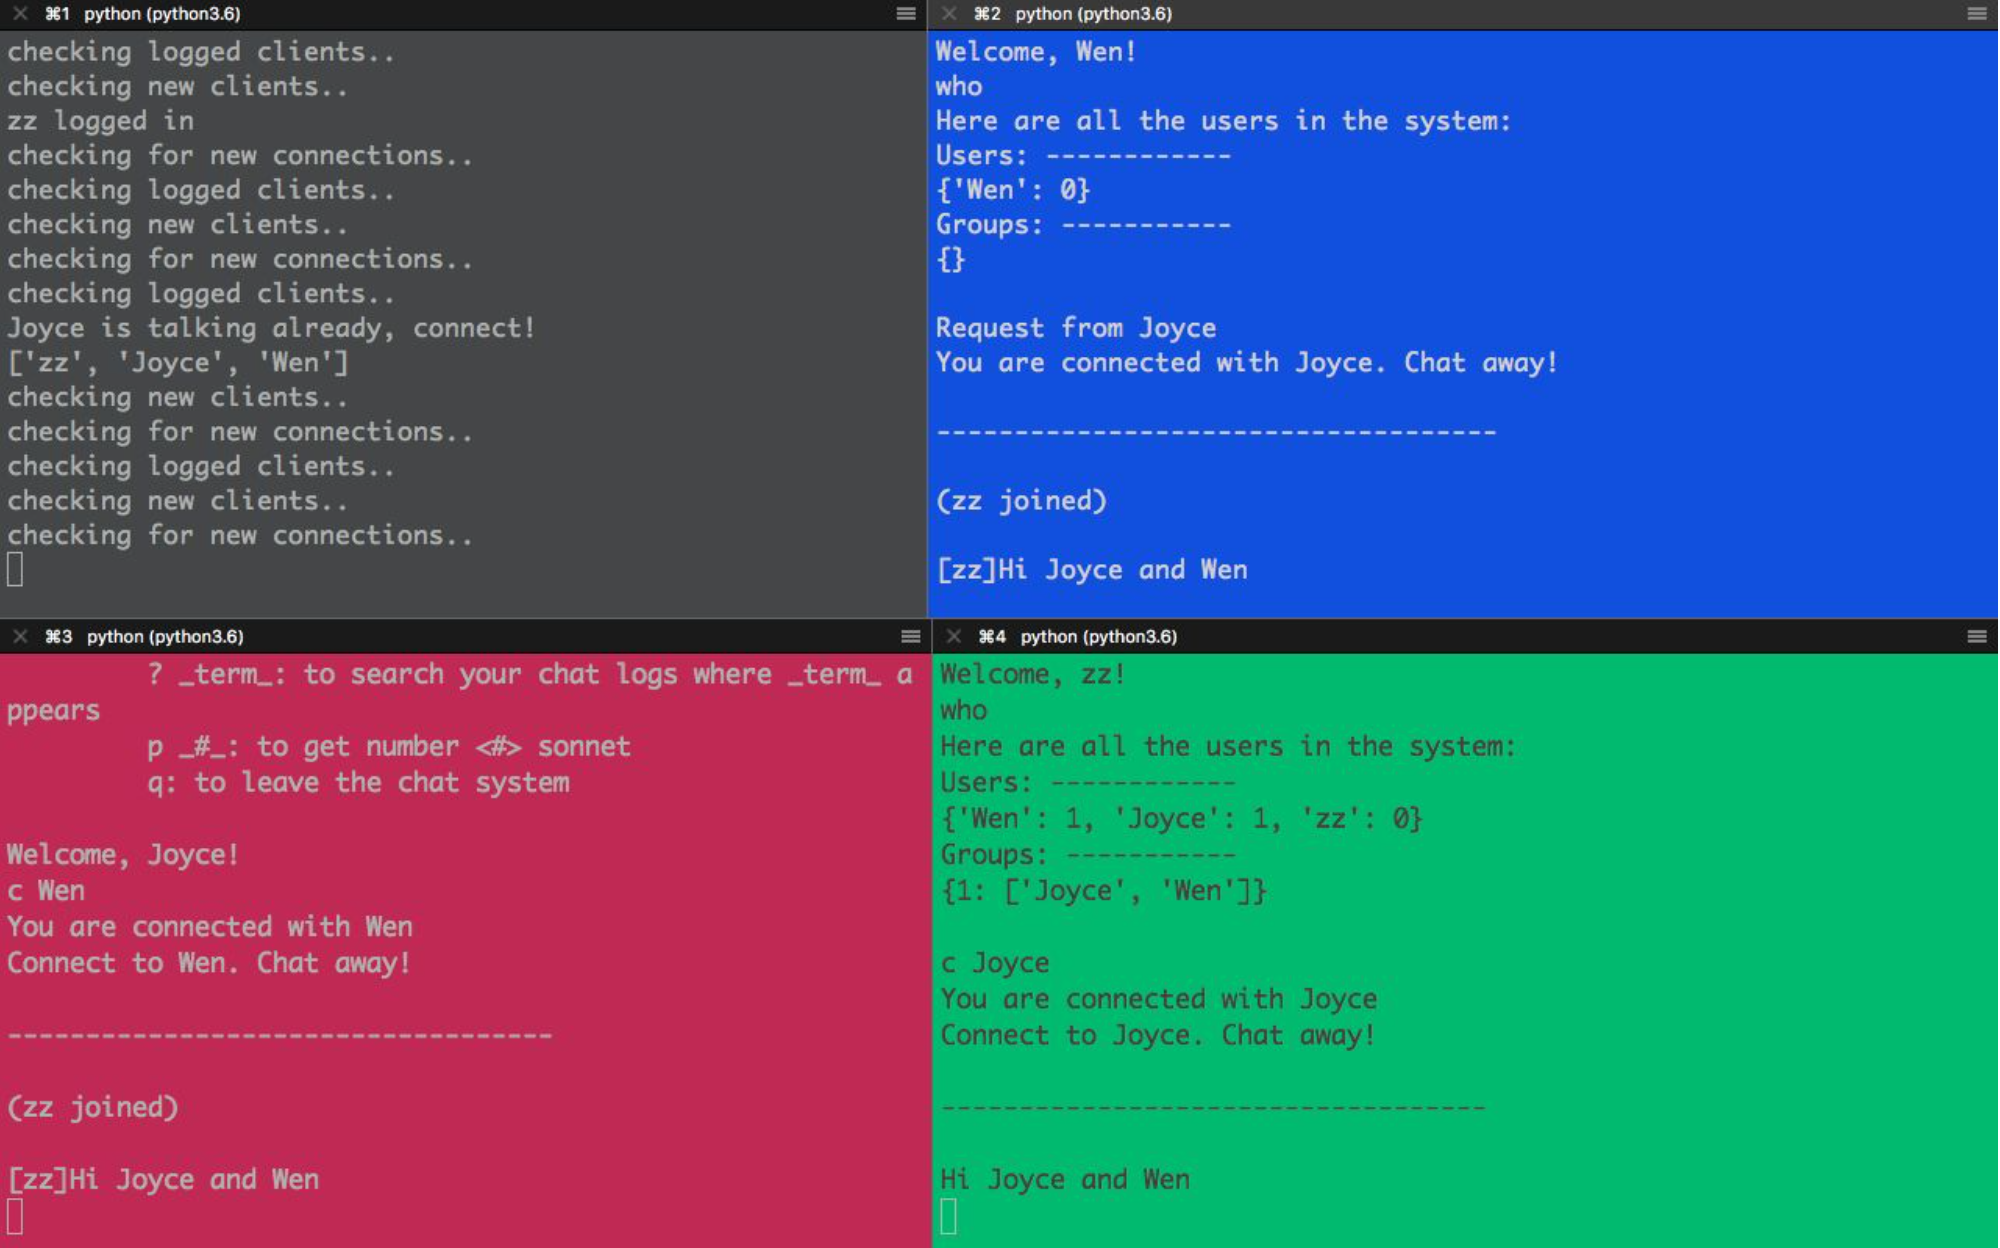 ⌘1 python (python3.6)
checking logged clients..
checking new clients..
zz logged in
checking for new connections..
checking logged clients..
checking new clients..
checking for new connections..
checking logged clients..
Joyce is talking already, connect!
['zz', 'Joyce', 'Wen']
checking new clients..
checking for new connections..
checking logged clients..
checking new clients..
checking for new connections..
⌘2 python (python3.6)
Welcome, Wen!
who
Here are all the users in the system:
Users: ------------
{'Wen': 0}
Groups: -----------
{}
Request from Joyce
You are connected with Joyce. Chat away!
------------------------------------
(zz joined)
[zz]Hi Joyce and Wen
⌘3 python (python3.6)
? _term_: to search your chat logs where _term_ a
ppears
p _#_: to get number <#> sonnet
q: to leave the chat system
Welcome, Joyce!
c Wen
You are connected with Wen
Connect to Wen. Chat away!
-----------------------------------
(zz joined)
[zz]Hi Joyce and Wen
⌘4 python (python3.6)
Welcome, zz!
who
Here are all the users in the system:
Users: ------------
{'Wen': 1, 'Joyce': 1, 'zz': 0}
Groups: -----------
{1: ['Joyce', 'Wen']}
c Joyce
You are connected with Joyce
Connect to Joyce. Chat away!
-----------------------------------
Hi Joyce and Wen